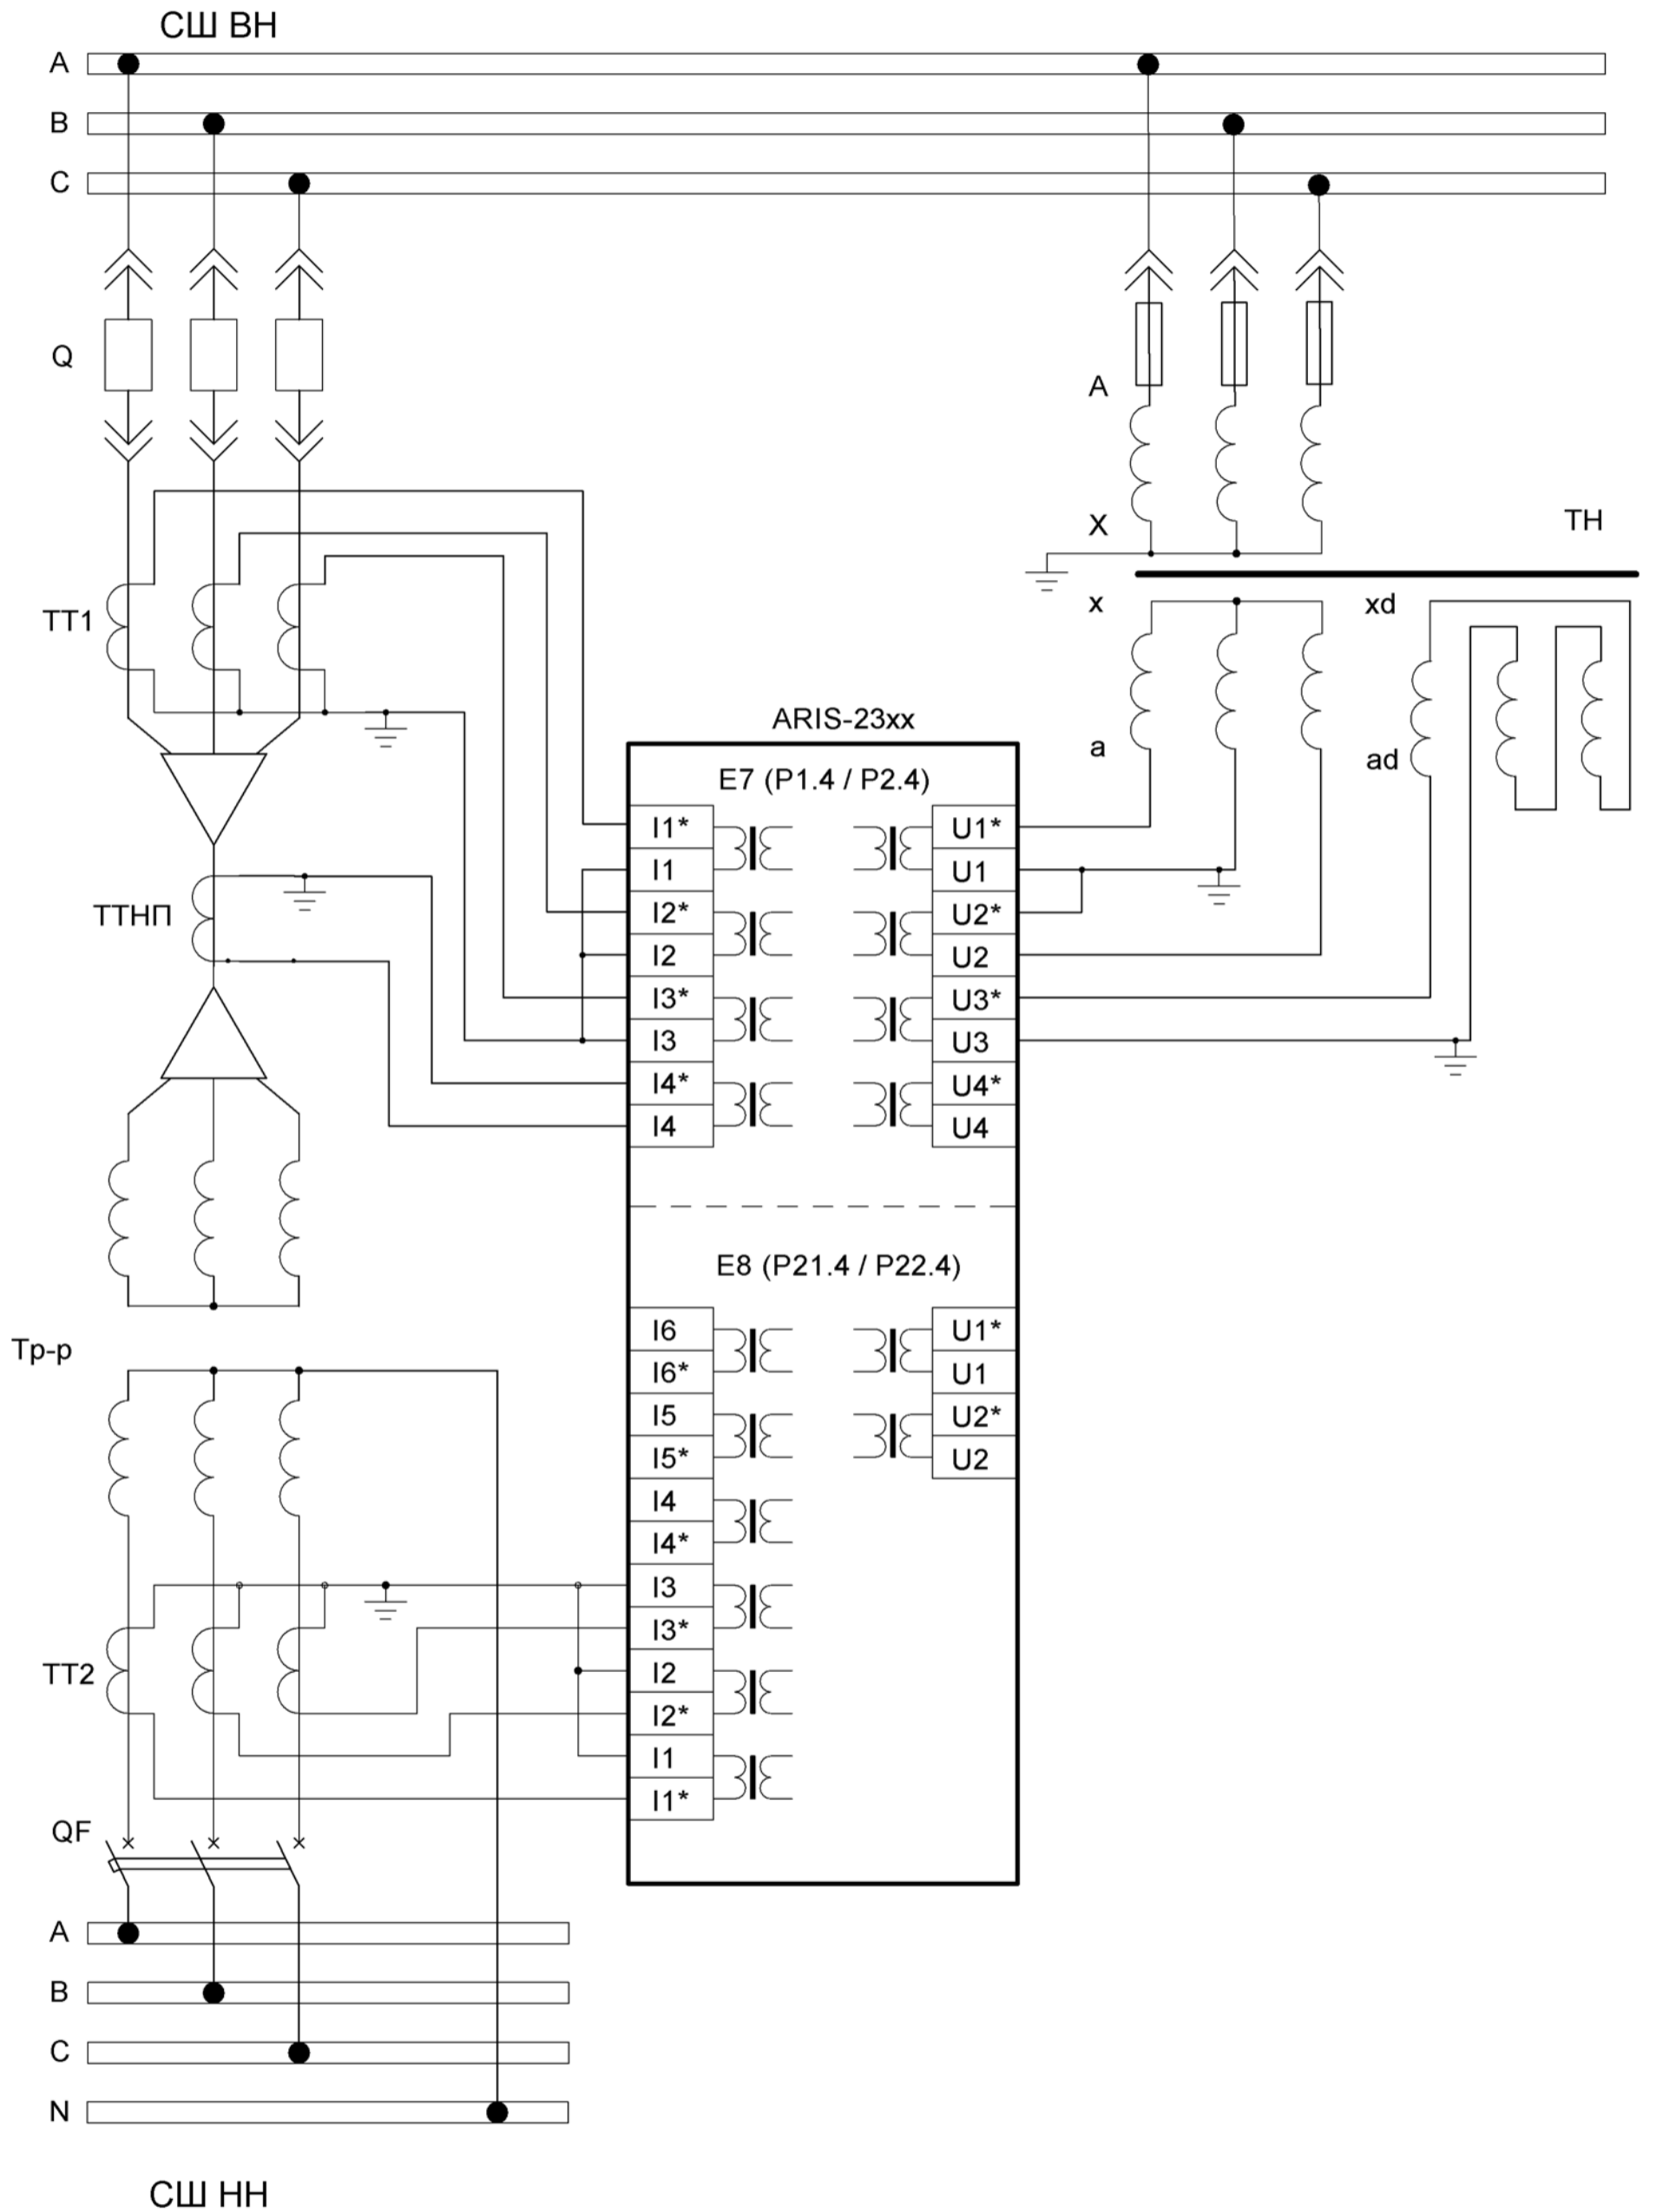 СШ ВН
A
B
C
Q
A
X
ТН
ТТ1
x
xd
a
ad
ARIS-23xx
E7 (P1.4 / P2.4)
I1* U1*
I1 U1
I2* U2*
I2 U2
I3* U3*
I3 U3
I4* U4*
I4 U4
ТТНП
E8 (P21.4 / P22.4)
I6 U1*
I6* U1
I5 U2*
I5* U2
I4
I4*
I3
I3*
I2
I2*
I1
I1*
Тр-р
ТТ2
QF
A
B
C
N
СШ НН